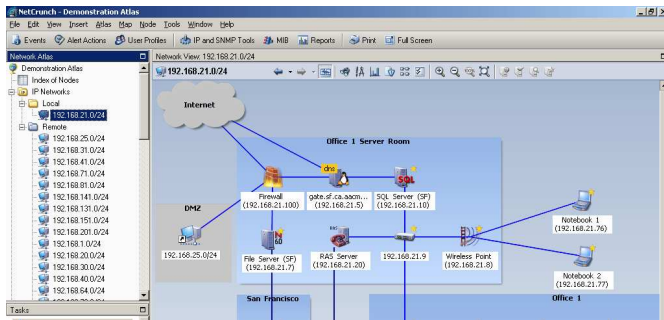 NetCrunch - Demonstration Atlas
File Edit View Insert Atlas Map Node Tools Window Help
Events Alert Actions User Profiles IP and SNMP Tools MIB Reports Print Full Screen
Network Atlas
Demonstration Atlas
Index of Nodes
IP Networks
Local
192.168.21.0/24
Remote
192.168.25.0/24
192.168.31.0/24
192.168.41.0/24
192.168.71.0/24
192.168.81.0/24
192.168.141.0/24
192.168.131.0/24
192.168.151.0/24
192.168.201.0/24
192.168.1.0/24
192.168.20.0/24
192.168.30.0/24
192.168.40.0/24
192.168.64.0/24
Tasks
Network View: 192.168.21.0/24
192.168.21.0/24
Internet
Office 1 Server Room
dns
SQL
Firewall
(192.168.21.100)
gate.sf.ca.aacm...
(192.168.21.5)
SQL Server (SF)
(192.168.21.10)
DMZ
192.168.25.0/24
N
60
File Server (SF)
(192.168.21.7)
RAS Server
(192.168.21.20)
192.168.21.9
Wireless Point
(192.168.21.8)
Notebook 1
(192.168.21.76)
Notebook 2
(192.168.21.77)
San Francisco
Office 1